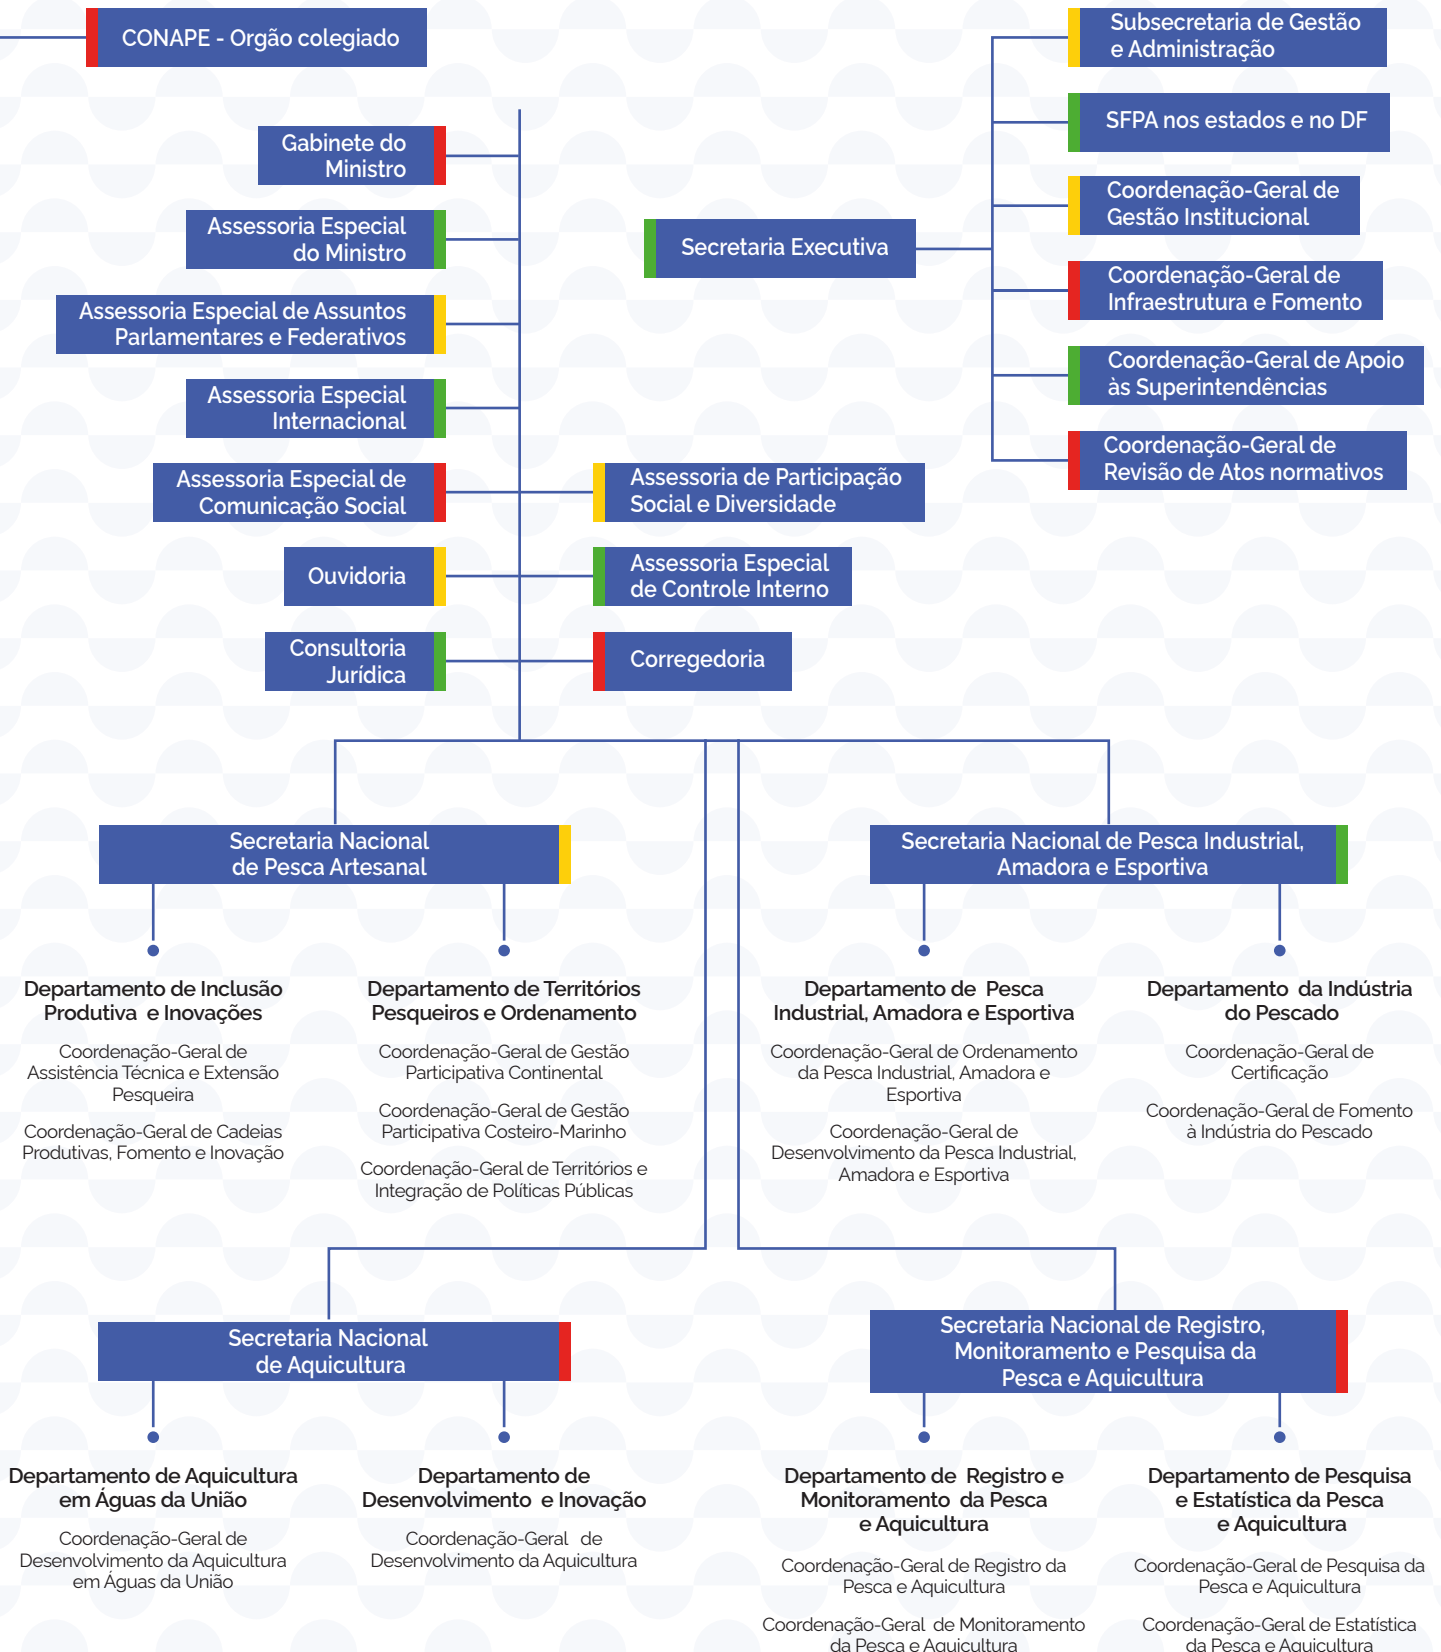 CONAPE - Orgão colegiado
Gabinete do
Ministro
Assessoria Especial
do Ministro
Assessoria Especial de Assuntos
Parlamentares e Federativos
Assessoria Especial
Internacional
Assessoria Especial de
Comunicação Social
Ouvidoria
Consultoria
Jurídica
Assessoria de Participação
Social e Diversidade
Assessoria Especial
de Controle Interno
Corregedoria
Secretaria Executiva
Subsecretaria de Gestão
e Administração
SFPA nos estados e no DF
Coordenação-Geral de
Gestão Institucional
Coordenação-Geral de
Infraestrutura e Fomento
Coordenação-Geral de Apoio
às Superintendências
Coordenação-Geral de
Revisão de Atos normativos
Secretaria Nacional
de Pesca Artesanal
Departamento de Inclusão
Produtiva e Inovações
Coordenação-Geral de
Assistência Técnica e Extensão
Pesqueira
Coordenação-Geral de Cadeias
Produtivas, Fomento e Inovação
Departamento de Territórios
Pesqueiros e Ordenamento
Coordenação-Geral de Gestão
Participativa Continental
Coordenação-Geral de Gestão
Participativa Costeiro-Marinho
Coordenação-Geral de Territórios e
Integração de Políticas Públicas
Secretaria Nacional de Pesca Industrial,
Amadora e Esportiva
Departamento de Pesca
Industrial, Amadora e Esportiva
Coordenação-Geral de Ordenamento
da Pesca Industrial, Amadora e
Esportiva
Coordenação-Geral de
Desenvolvimento da Pesca Industrial,
Amadora e Esportiva
Departamento da Indústria
do Pescado
Coordenação-Geral de
Certificação
Coordenação-Geral de Fomento
à Indústria do Pescado
Secretaria Nacional
de Aquicultura
Departamento de Aquicultura
em Águas da União
Coordenação-Geral de
Desenvolvimento da Aquicultura
em Águas da União
Departamento de
Desenvolvimento e Inovação
Coordenação-Geral de
Desenvolvimento da Aquicultura
Secretaria Nacional de Registro,
Monitoramento e Pesquisa da
Pesca e Aquicultura
Departamento de Registro e
Monitoramento da Pesca
e Aquicultura
Coordenação-Geral de Registro da
Pesca e Aquicultura
Coordenação-Geral de Monitoramento
da Pesca e Aquicultura
Departamento de Pesquisa
e Estatística da Pesca
e Aquicultura
Coordenação-Geral de Pesquisa da
Pesca e Aquicultura
Coordenação-Geral de Estatística
da Pesca e Aquicultura